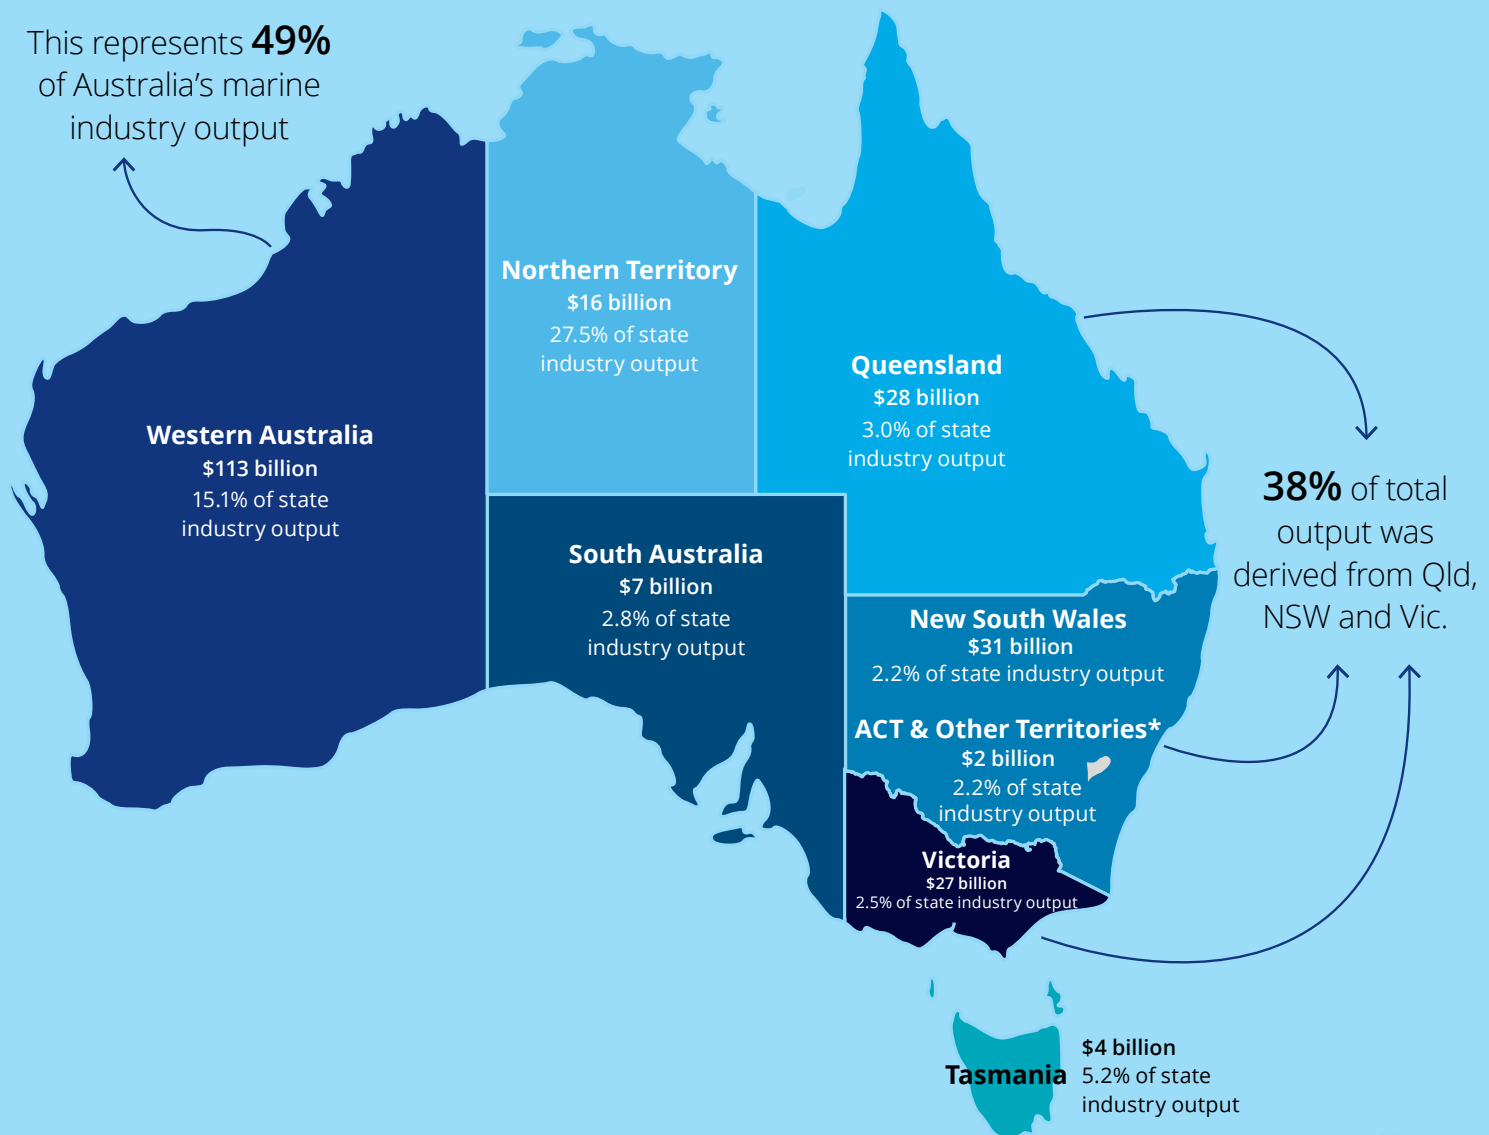 This represents 49%
of Australia’s marine
industry output
Northern Territory
$16 billion
27.5% of state
industry output
Queensland
$28 billion
3.0% of state
industry output
Western Australia
$113 billion
15.1% of state
industry output
38% of total
output was
derived from Qld,
NSW and Vic.
South Australia
$7 billion
2.8% of state
industry output
New South Wales
$31 billion
2.2% of state industry output
ACT & Other Territories*
$2 billion
2.2% of state
industry output
Victoria
$27 billion
2.5% of state industry output
Tasmania
$4 billion
5.2% of state
industry output